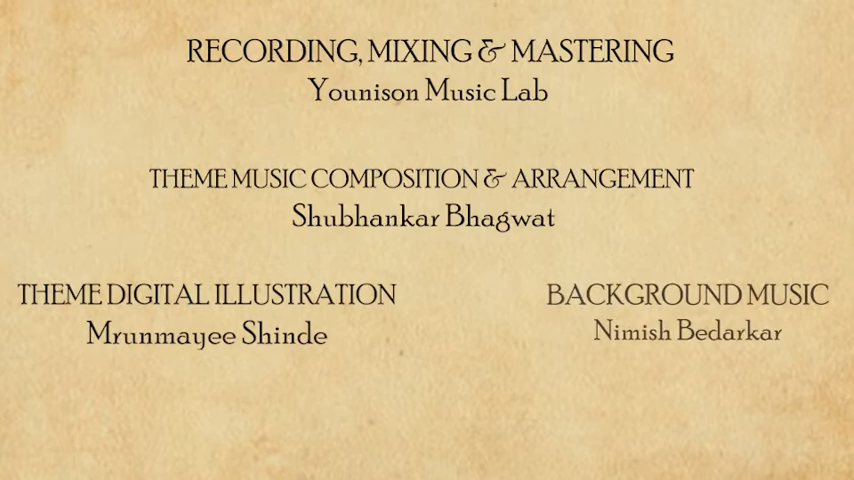 RECORDING, MIXING & MASTERING
Younison Music Lab
THEME MUSIC COMPOSITION & ARRANGEMENT
Shubhankar Bhagwat
THEME DIGITAL ILLUSTRATION
Mrunmayee Shinde
BACKGROUND MUSIC
Nimish Bedarkar